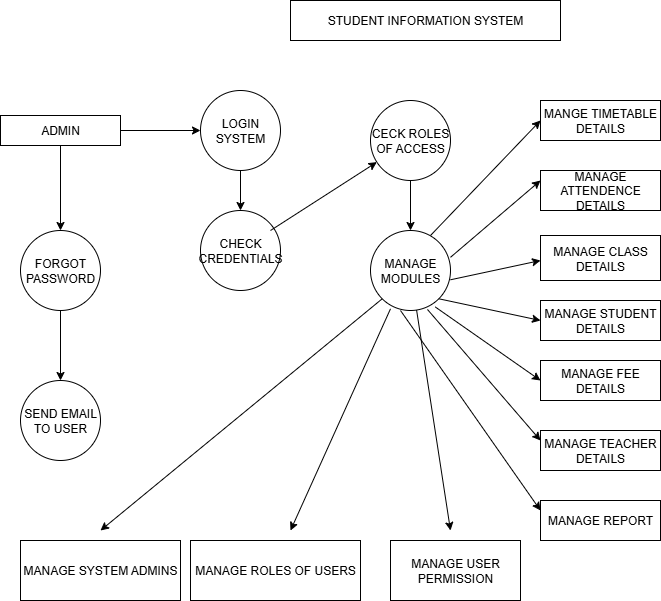 STUDENT INFORMATION SYSTEM
ADMIN
LOGIN
SYSTEM
CECK ROLES
OF ACCESS
MANGE TIMETABLE
DETAILS
MANAGE
ATTENDENCE
DETAILS
FORGOT
PASSWORD
CHECK
CREDENTIALS
MANAGE
MODULES
MANAGE CLASS
DETAILS
MANAGE STUDENT
DETAILS
MANAGE FEE
DETAILS
SEND EMAIL
TO USER
MANAGE TEACHER
DETAILS
MANAGE REPORT
MANAGE SYSTEM ADMINS
MANAGE ROLES OF USERS
MANAGE USER
PERMISSION